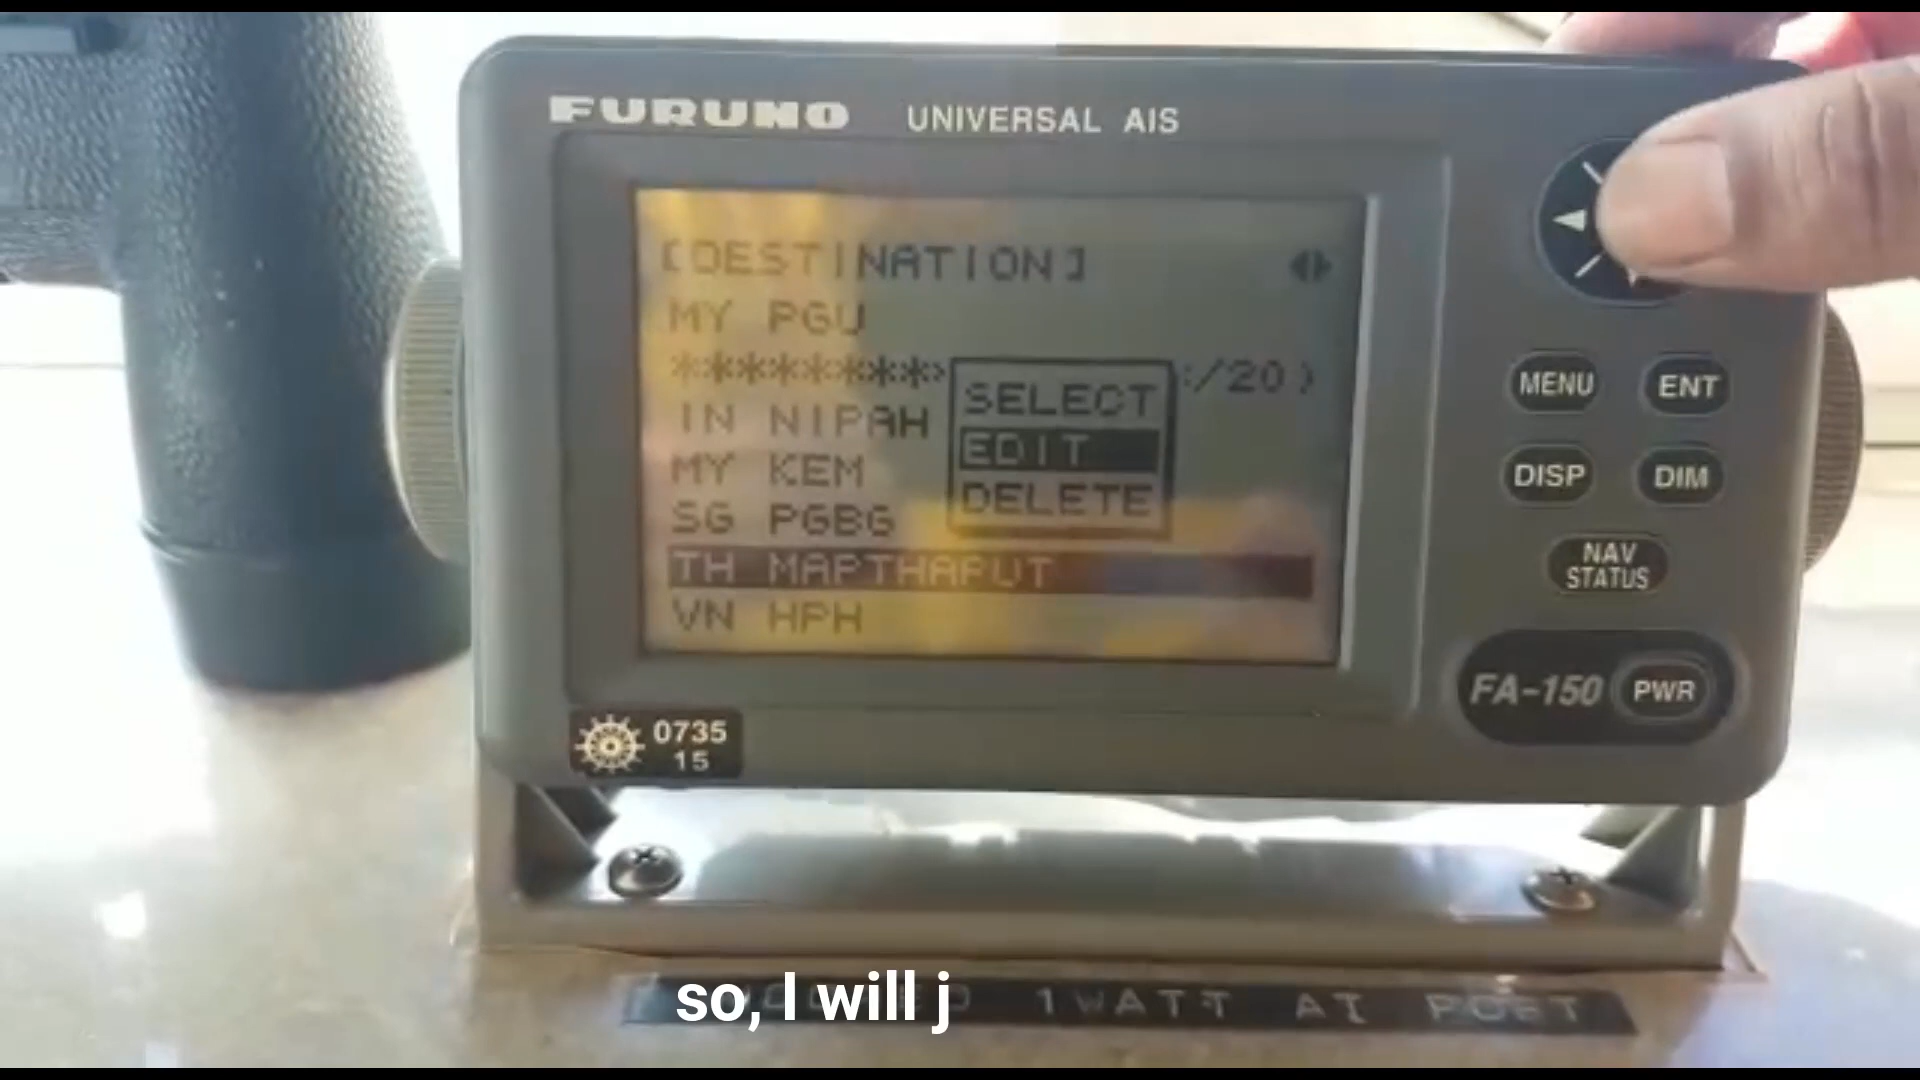 FURUNO UNIVERSAL AIS
[DESTINATION]
MY PGU
********* :/20)
IN NIPAH
MY KEM
SG PGBG
TH MAPTHAPUT
VN HPH
SELECT
EDIT
DELETE
MENU
ENT
DISP
DIM
NAV
STATUS
FA-150
PWR
0735
15
so, I will j
1WATT AT PORT